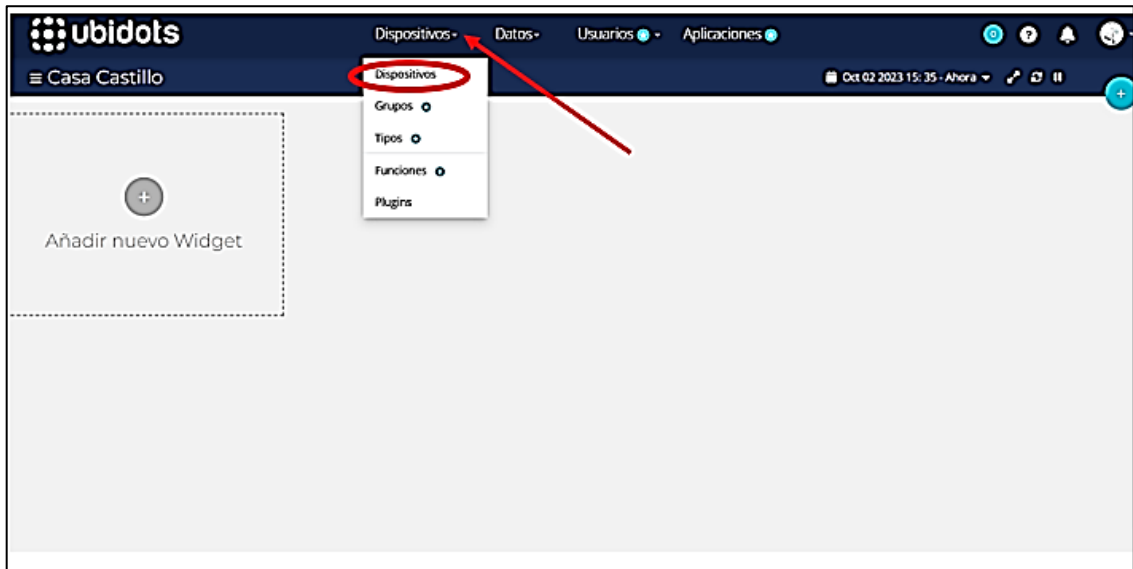 ubidots
Dispositivos Datos Usuarios Aplicaciones
Casa Castillo
Oct 02 2023 15: 35 - Ahora
Dispositivos
Grupos
Tipos
Funciones
Plugins
Añadir nuevo Widget